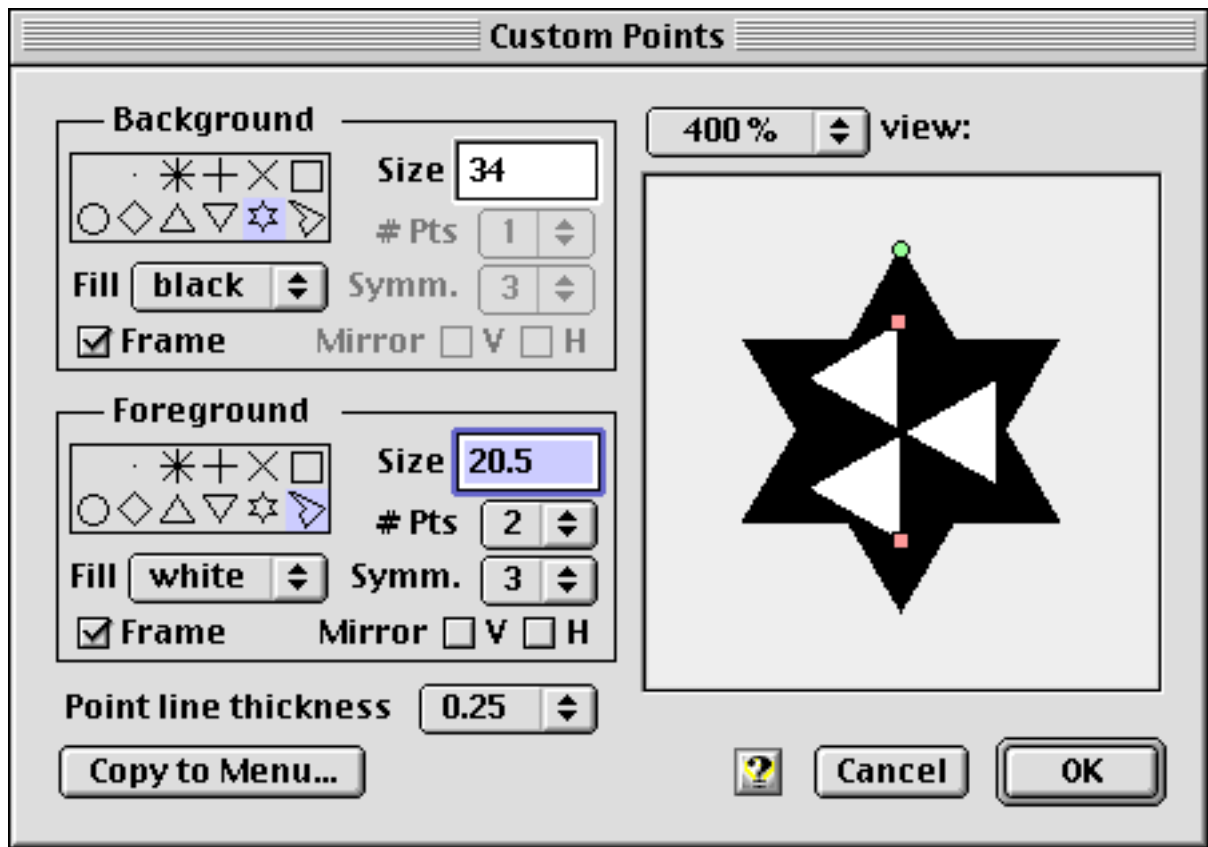 Custom Points
Background
Size 34
# Pts 1
Fill black Symm. 3
Frame Mirror V H
Foreground
Size 20.5
# Pts 2
Fill white Symm. 3
Frame Mirror V H
Point line thickness 0.25
Copy to Menu...
400% view:
? Cancel OK